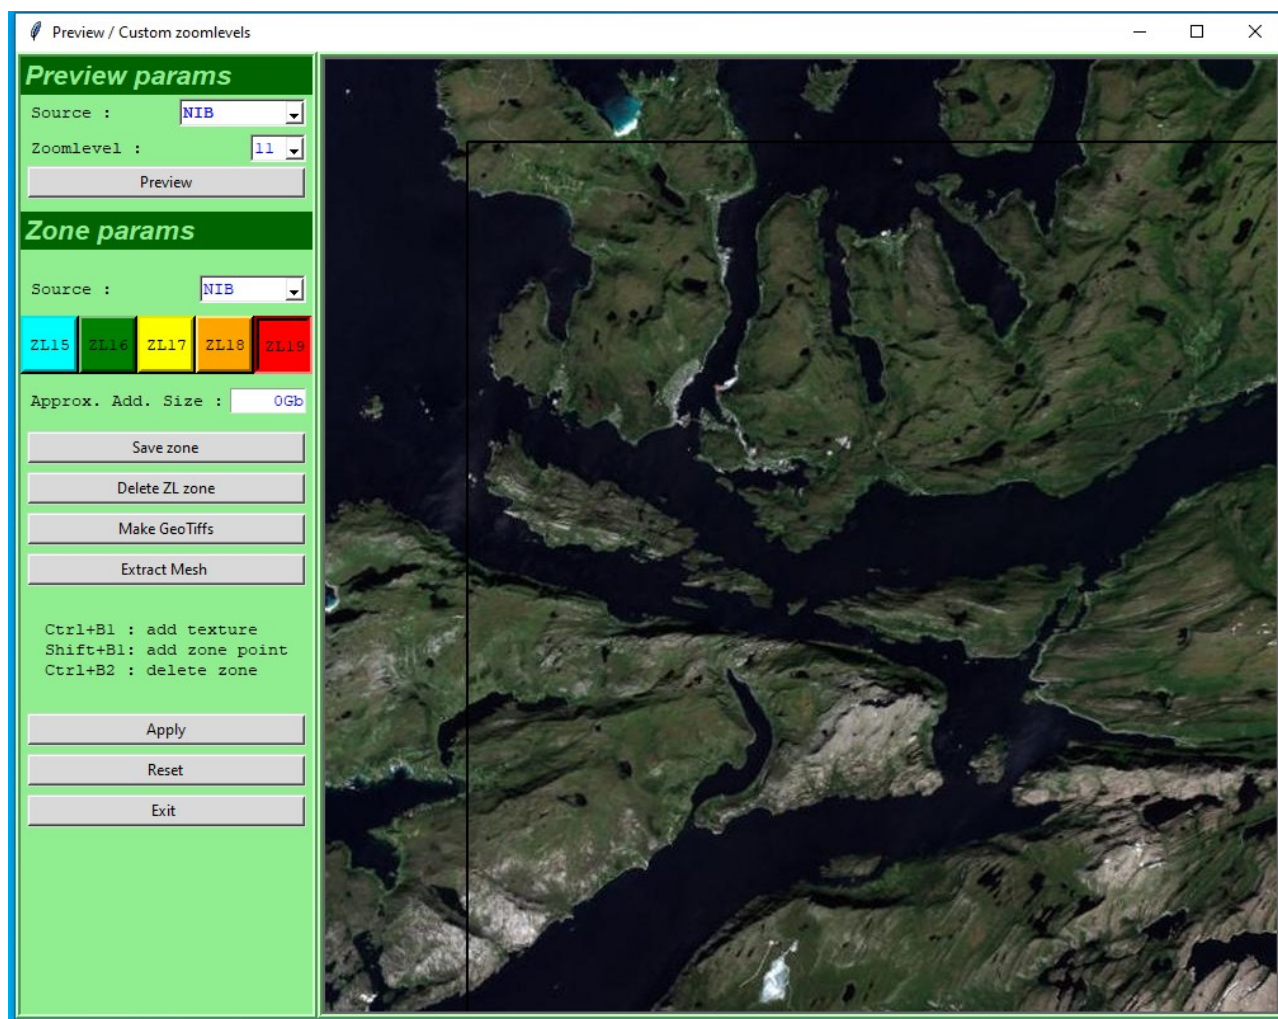 Preview / Custom zoomlevels
Preview params
Source : NIB
Zoomlevel : 11
Preview
Zone params
Source : NIB
ZL15 ZL16 ZL17 ZL18 ZL19
Approx. Add. Size : 0Gb
Save zone
Delete ZL zone
Make GeoTiffs
Extract Mesh
Ctrl+B1 : add texture
Shift+B1: add zone point
Ctrl+B2 : delete zone
Apply
Reset
Exit